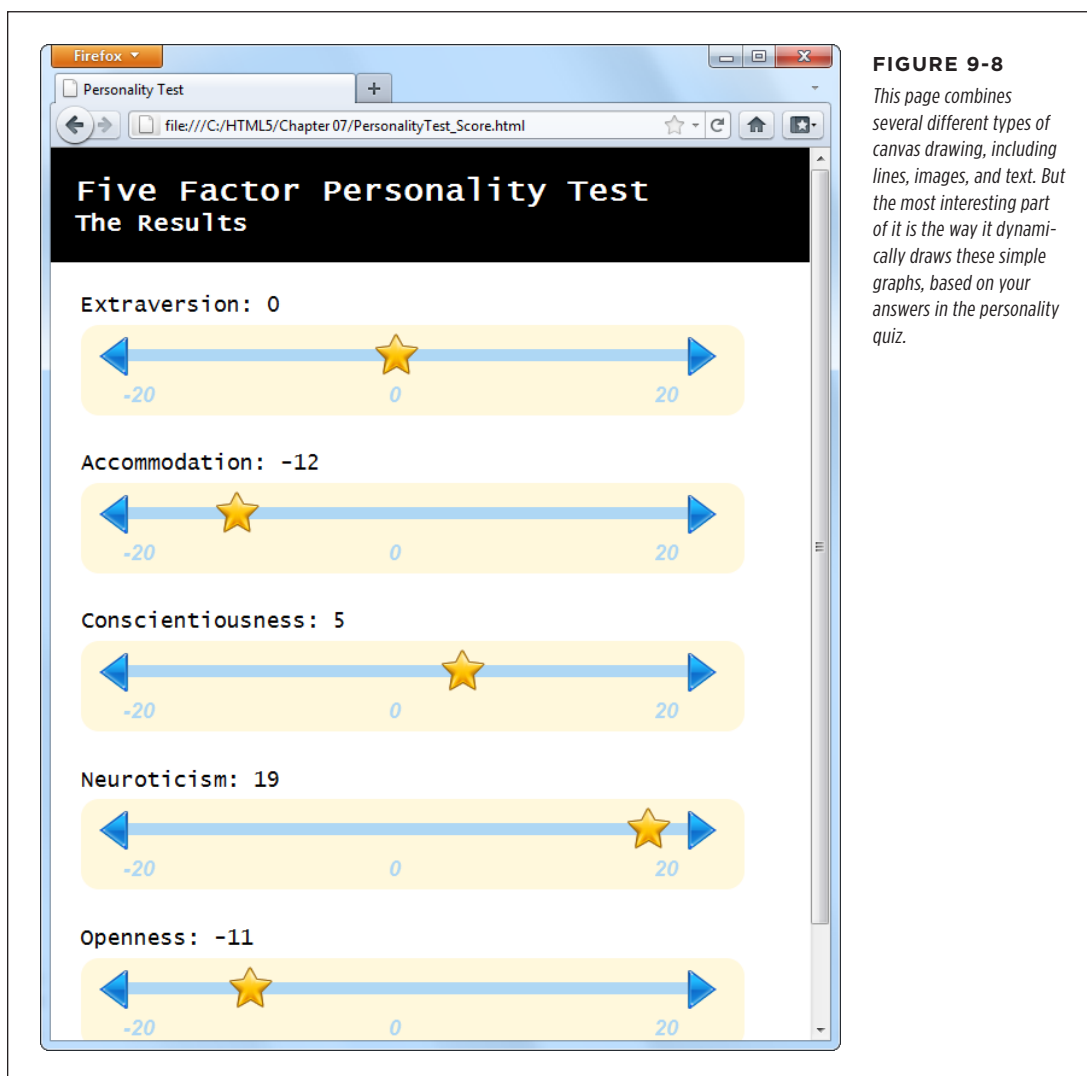 Firefox
Personality Test
file:///C:/HTML5/Chapter 07/PersonalityTest_Score.html
Five Factor Personality Test
The Results
Extraversion: 0
-20 0 20
Accommodation: -12
-20 0 20
Conscientiousness: 5
-20 0 20
Neuroticism: 19
-20 0 20
Openness: -11
-20 0 20
FIGURE 9-8
This page combines
several different types of
canvas drawing, including
lines, images, and text. But
the most interesting part
of it is the way it dynami-
cally draws these simple
graphs, based on your
answers in the personality
quiz.